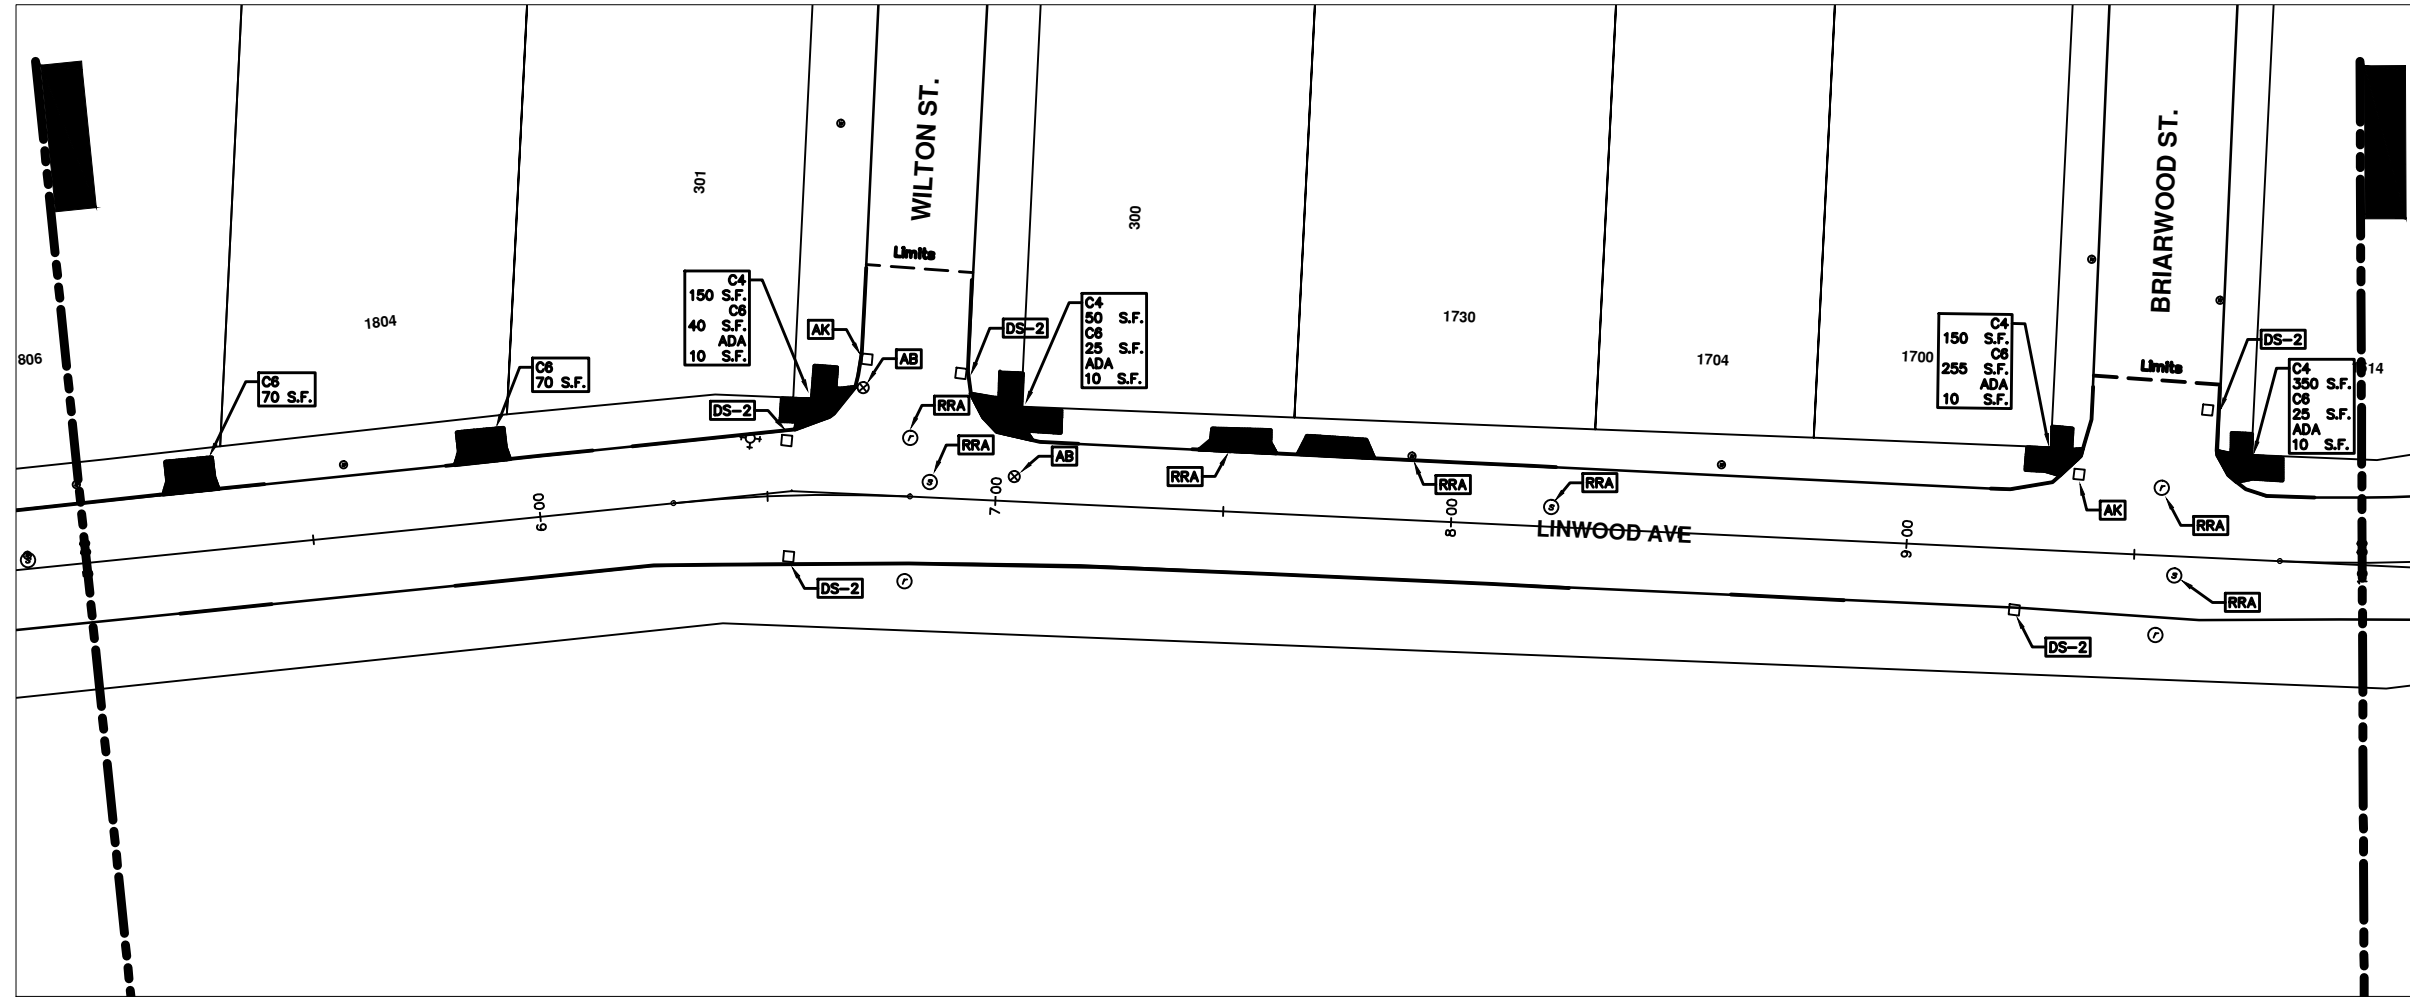 WILTON ST.
BRIARWOOD ST.
301
300
Limits
1804
806
1730
1704
1700
Limits
14
C4
150 S.F.
C6
40 S.F.
ADA
10 S.F.
AK
AB
DS-2
C4
50 S.F.
C6
25 S.F.
ADA
10 S.F.
C4
150 S.F.
C6
255 S.F.
ADA
10 S.F.
DS-2
C4
350 S.F.
C6
25 S.F.
ADA
10 S.F.
C6
70 S.F.
C6
70 S.F.
DS-2
RRA
RRA
AB
RRA
RRA
RRA
AK
RRA
r
s
s
r
6+00
7+00
8+00
9+00
LINWOOD AVE
s
s
DS-2
r
RRA
DS-2
r